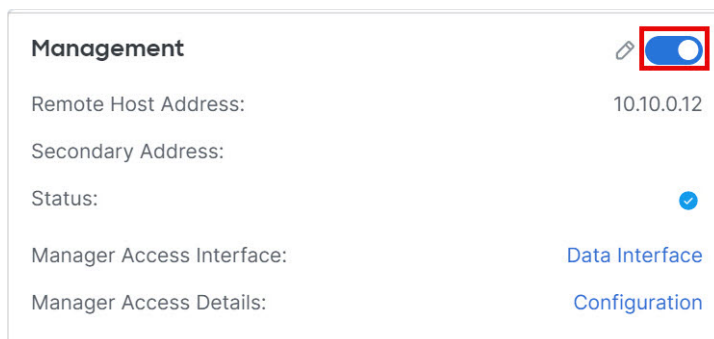 Management
Remote Host Address: 10.10.0.12
Secondary Address:
Status:
Manager Access Interface: Data Interface
Manager Access Details: Configuration